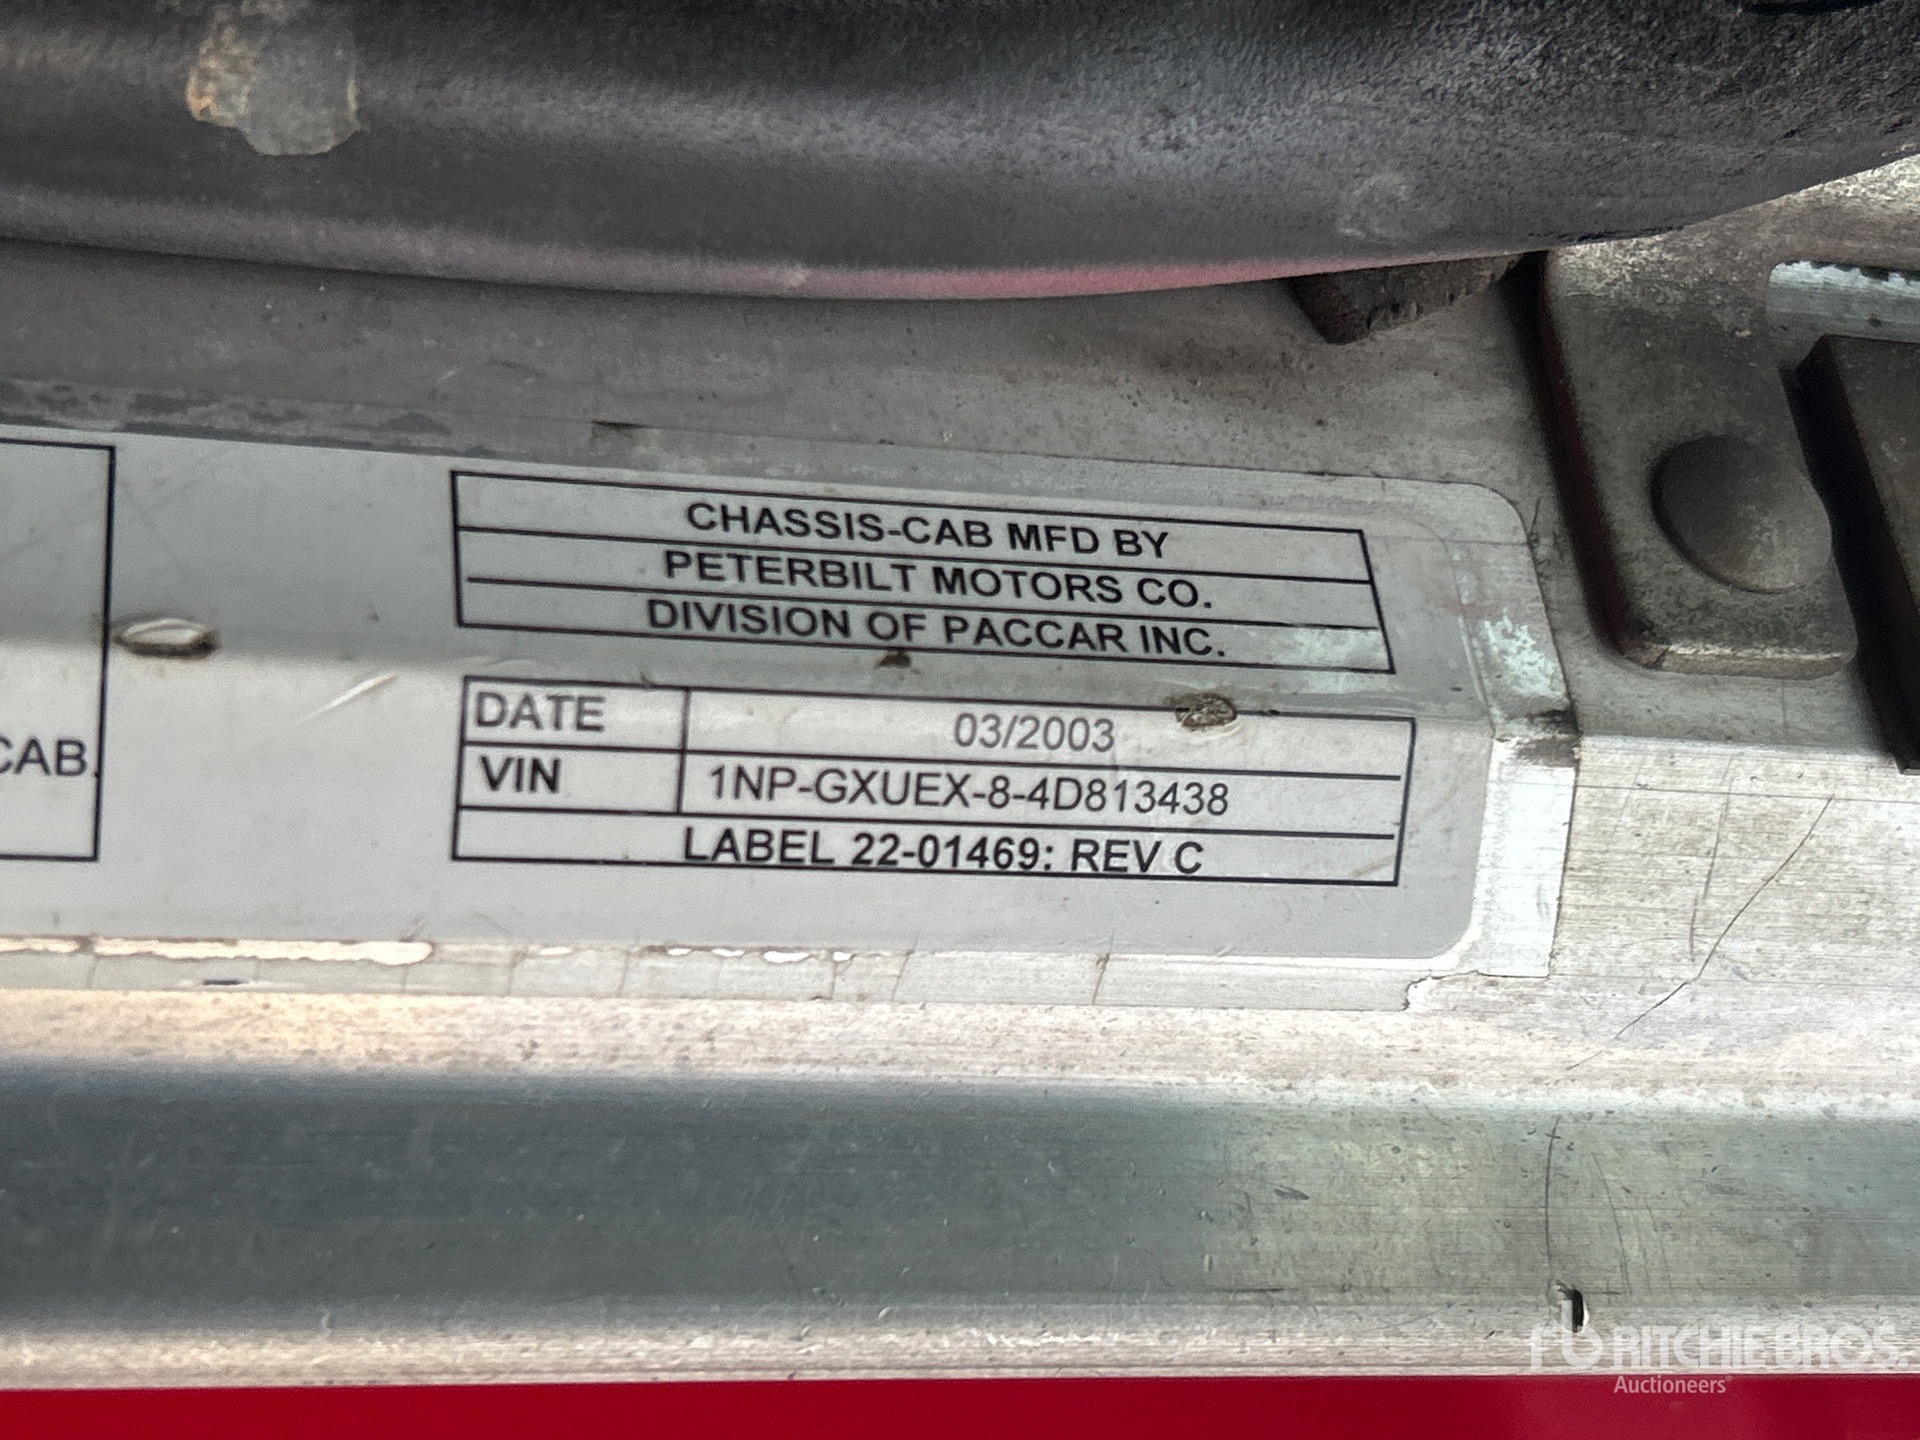 CAB
CHASSIS-CAB MFD BY
PETERBILT MOTORS CO.
DIVISION OF PACCAR INC.
DATE 03/2003
VIN 1NP-GXUEX-8-4D813438
LABEL 22-01469: REV C
rb RITCHIE BROS.
Auctioneers